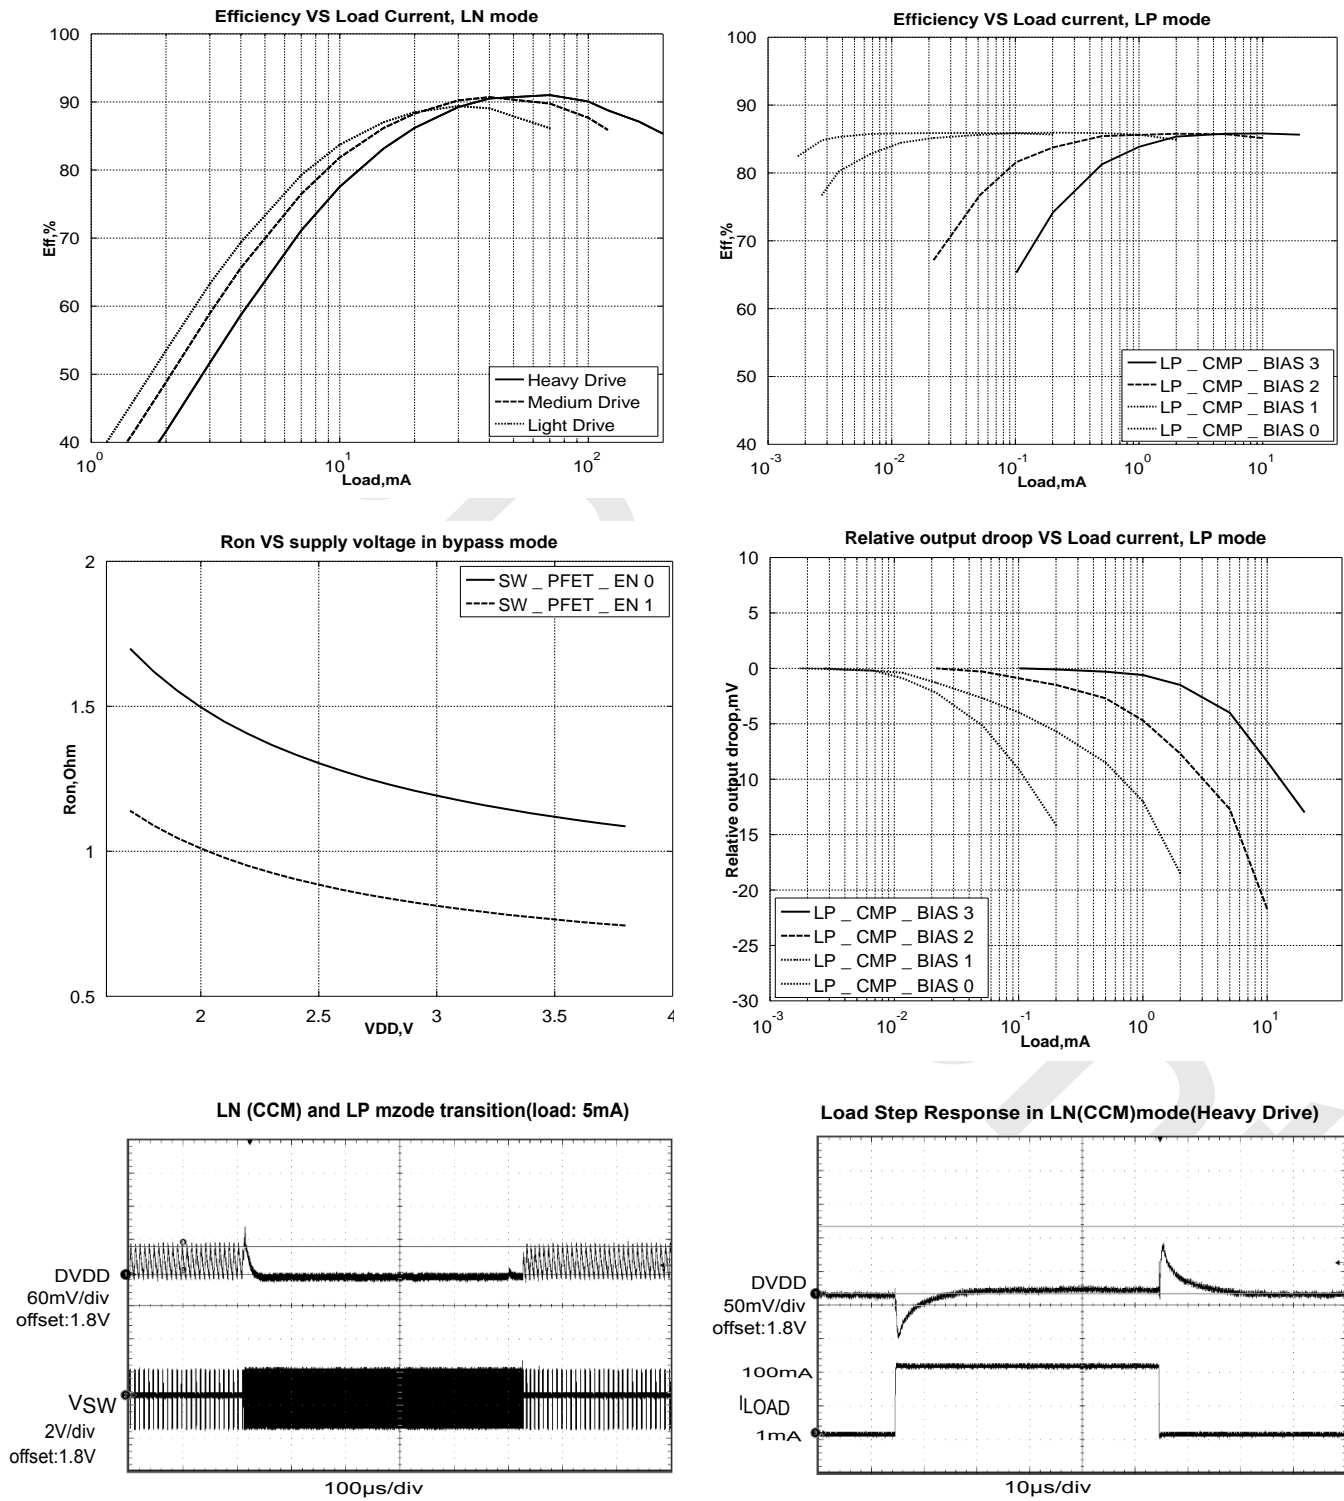 Efficiency VS Load Current, LN mode
100
90
80
70
60
50
40
Eff,%
Heavy Drive
Medium Drive
Light Drive
10^0
10^1
10^2
Load,mA
Efficiency VS Load current, LP mode
100
90
80
70
60
50
40
Eff,%
LP _ CMP _ BIAS 3
LP _ CMP _ BIAS 2
LP _ CMP _ BIAS 1
LP _ CMP _ BIAS 0
10^-3
10^-2
10^-1
10^0
10^1
Load,mA
Ron VS supply voltage in bypass mode
2
1.5
1
0.5
Ron,Ohm
SW _ PFET _ EN 0
SW _ PFET _ EN 1
2
2.5
3
3.5
4
VDD,V
Relative output droop VS Load current, LP mode
10
5
0
-5
-10
-15
-20
-25
-30
Relative output droop,mV
LP _ CMP _ BIAS 3
LP _ CMP _ BIAS 2
LP _ CMP _ BIAS 1
LP _ CMP _ BIAS 0
10^-3
10^-2
10^-1
10^0
10^1
Load,mA
LN (CCM) and LP mzode transition(load: 5mA)
DVDD
60mV/div
offset:1.8V
VSW
2V/div
offset:1.8V
100µs/div
Load Step Response in LN(CCM)mode(Heavy Drive)
DVDD
50mV/div
offset:1.8V
100mA
ILOAD
1mA
10µs/div